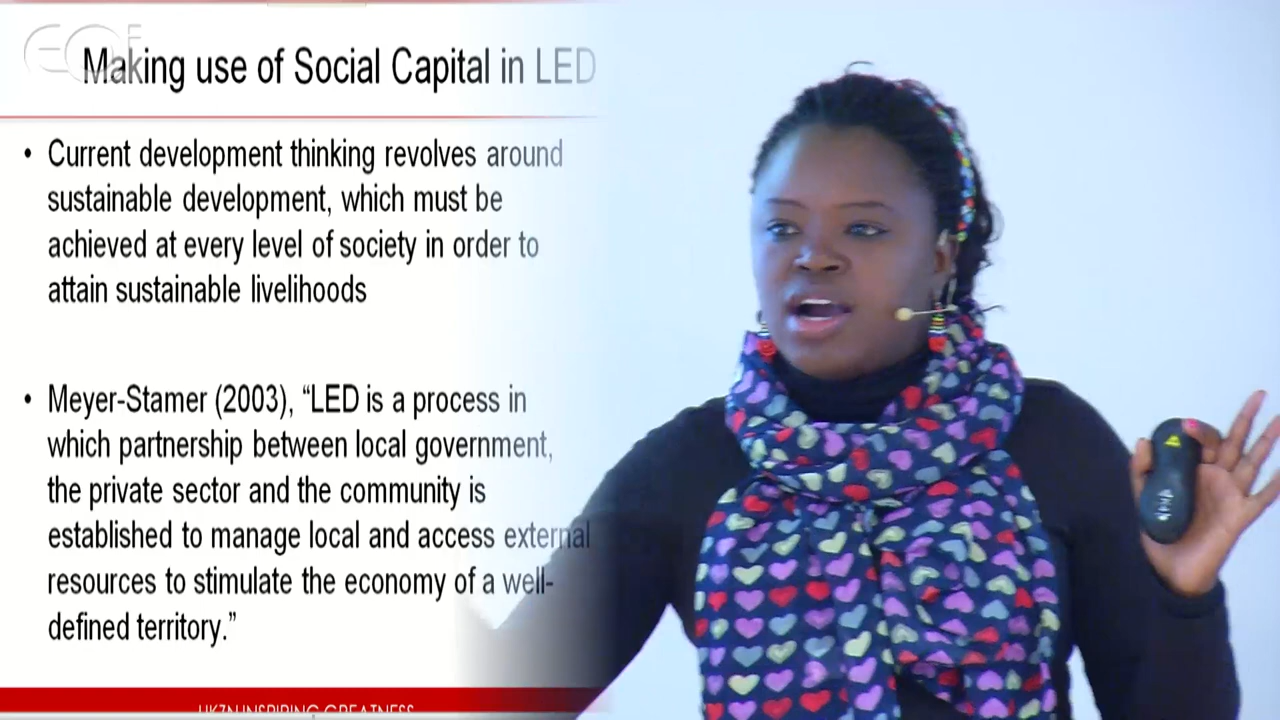 Making use of Social Capital in LED
• Current development thinking revolves around
sustainable development, which must be
achieved at every level of society in order to
attain sustainable livelihoods
• Meyer-Stamer (2003), “LED is a process in
which partnership between local government,
the private sector and the community is
established to manage local and access external
resources to stimulate the economy of a well-
defined territory.”
UKZN INSPIRING GREATNESS